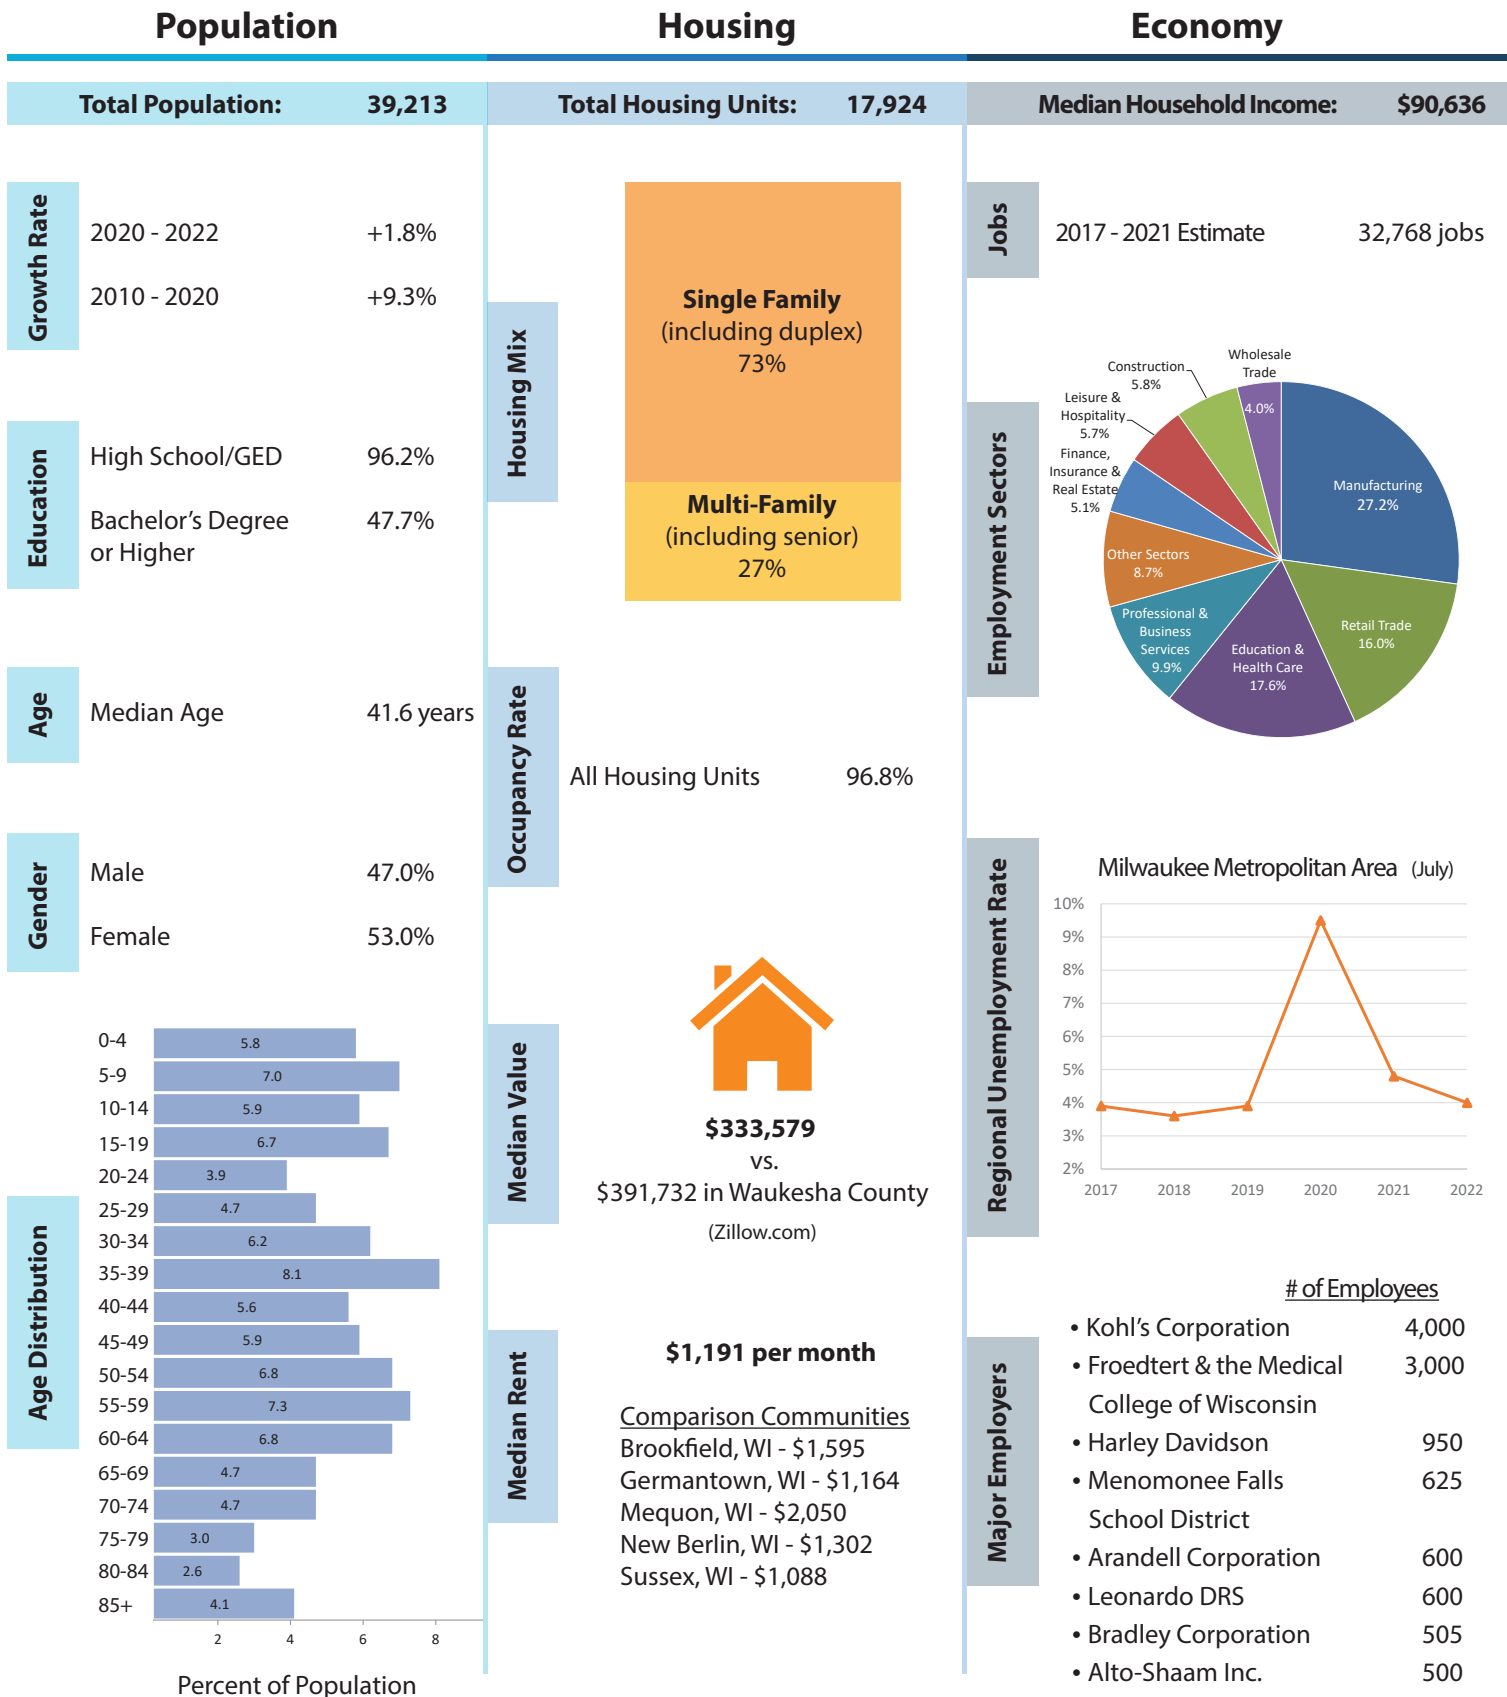 Population
Total Population: 39,213
Growth Rate
2020 - 2022 +1.8%
2010 - 2020 +9.3%
Education
High School/GED 96.2%
Bachelor’s Degree 47.7%
or Higher
Age
Median Age 41.6 years
Gender
Male 47.0%
Female 53.0%
Age Distribution
0-4 5.8
5-9 7.0
10-14 5.9
15-19 6.7
20-24 3.9
25-29 4.7
30-34 6.2
35-39 8.1
40-44 5.6
45-49 5.9
50-54 6.8
55-59 7.3
60-64 6.8
65-69 4.7
70-74 4.7
75-79 3.0
80-84 2.6
85+ 4.1
2 4 6 8
Percent of Population
Housing
Total Housing Units: 17,924
Housing Mix
Single Family
(including duplex)
73%
Multi-Family
(including senior)
27%
Occupancy Rate
All Housing Units 96.8%
Median Value
$333,579
vs.
$391,732 in Waukesha County
(Zillow.com)
Median Rent
$1,191 per month
Comparison Communities
Brookfield, WI - $1,595
Germantown, WI - $1,164
Mequon, WI - $2,050
New Berlin, WI - $1,302
Sussex, WI - $1,088
Economy
Median Household Income: $90,636
Jobs
2017 - 2021 Estimate 32,768 jobs
Employment Sectors
Wholesale
Trade
4.0%
Construction
5.8%
Leisure &
Hospitality
5.7%
Finance,
Insurance &
Real Estate
5.1%
Other Sectors
8.7%
Professional &
Business
Services
9.9%
Education &
Health Care
17.6%
Retail Trade
16.0%
Manufacturing
27.2%
Regional Unemployment Rate
Milwaukee Metropolitan Area (July)
10%
9%
8%
7%
6%
5%
4%
3%
2%
2017 2018 2019 2020 2021 2022
Major Employers
# of Employees
• Kohl’s Corporation 4,000
• Froedtert & the Medical 3,000
College of Wisconsin
• Harley Davidson 950
• Menomonee Falls 625
School District
• Arandell Corporation 600
• Leonardo DRS 600
• Bradley Corporation 505
• Alto-Shaam Inc. 500